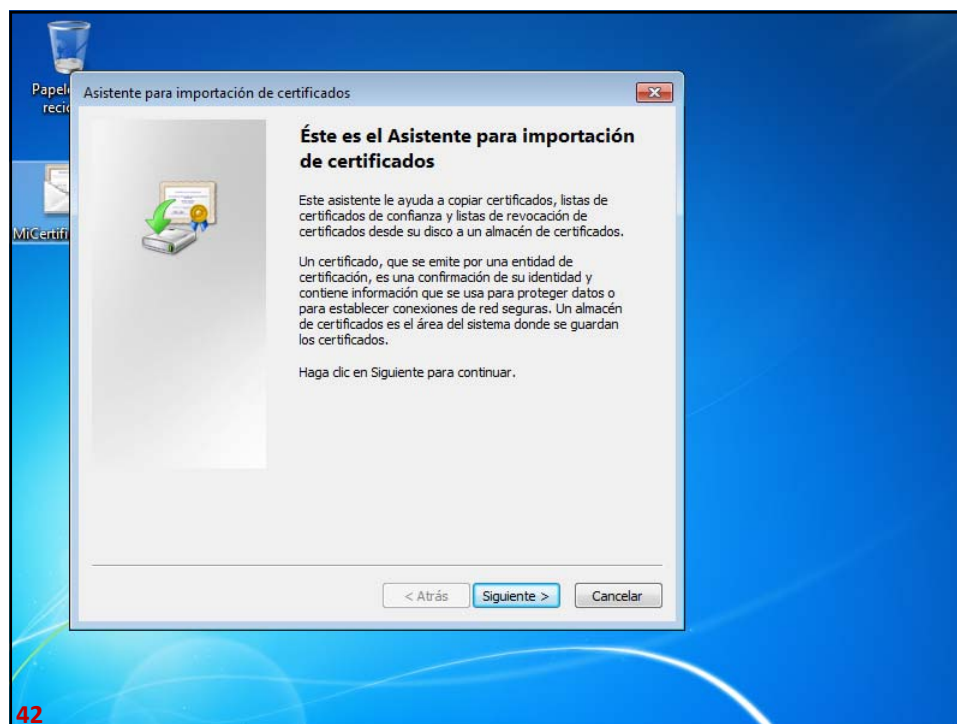 Asistente para importación de certificados
Éste es el Asistente para importación
de certificados
Este asistente le ayuda a copiar certificados, listas de
certificados de confianza y listas de revocación de
certificados desde su disco a un almacén de certificados.
Un certificado, que se emite por una entidad de
certificación, es una confirmación de su identidad y
contiene información que se usa para proteger datos o
para establecer conexiones de red seguras. Un almacén
de certificados es el área del sistema donde se guardan
los certificados.
Haga clic en Siguiente para continuar.
< Atrás Siguiente > Cancelar
Papel
reci
MiCertifi
42